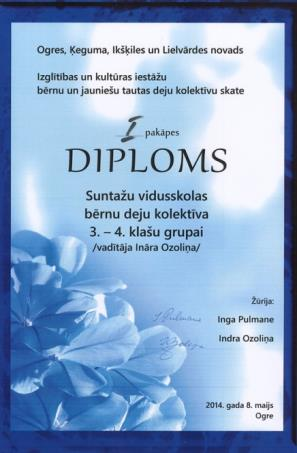 Ogres, Ķeguma, Ikšķiles un Lielvārdes novads
Izglītības un kultūras iestāžu
bērnu un jauniešu tautas deju kolektīvu skate
I pakāpes
DIPLOMS
Suntažu vidusskolas
bērnu deju kolektīva
3. – 4. klašu grupai
/vadītāja Ināra Ozoliņa/
Žūrija:
I Pulmane
Inga Pulmane
Indra Ozoliņa
2014. gada 8. maijs
Ogre